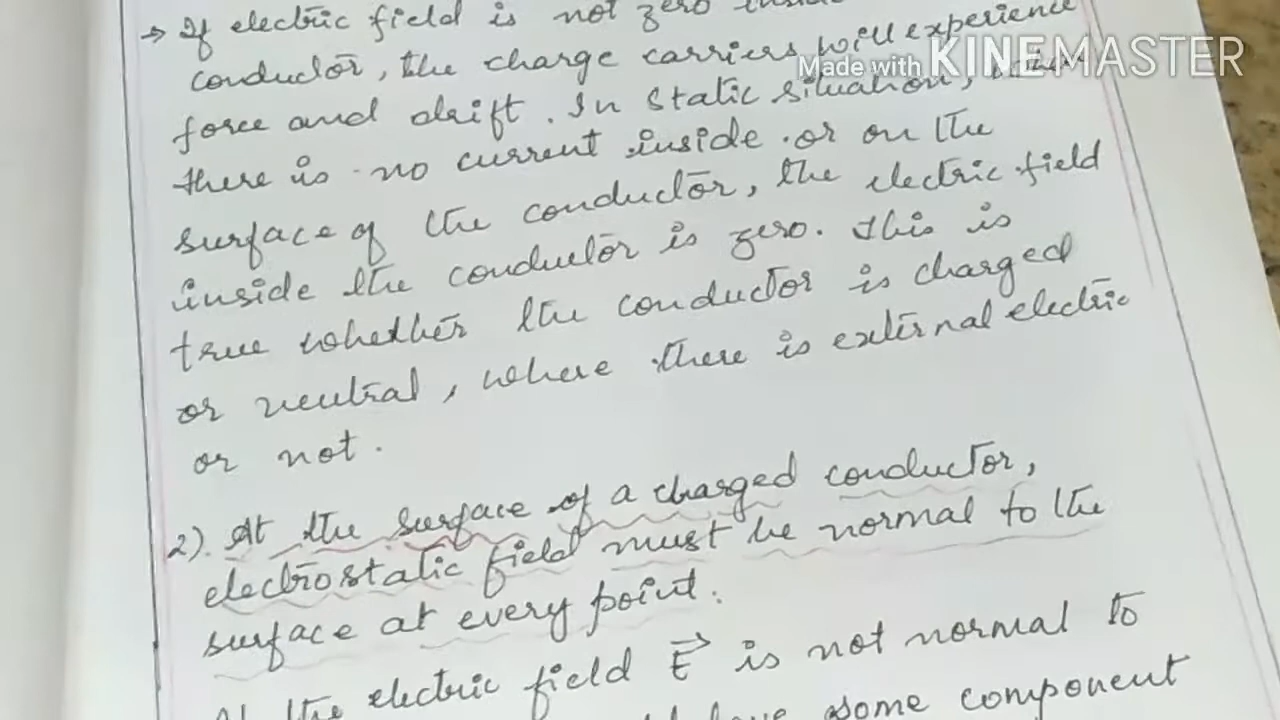 → If electric field is not zero inside
conductor, the charge carriers will experience
Made with KINEMASTER
force and drift. In static situation, when
there is no current inside or on the
surface of the conductor, the electric field
inside the conductor is zero. This is
true whether the conductor is charged
or neutral, where there is external electric
or not.
2). At the surface of a charged conductor,
electrostatic field must be normal to the
surface at every point.
the electric field E⃗ is not normal to
have some component